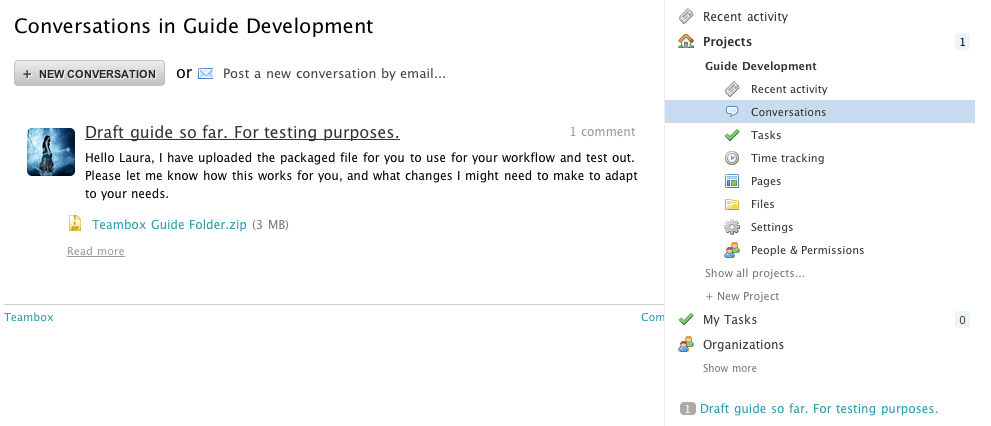 Conversations in Guide Development
+ NEW CONVERSATION or Post a new conversation by email...
Draft guide so far. For testing purposes. 1 comment
Hello Laura, I have uploaded the packaged file for you to use for your workflow and test out.
Please let me know how this works for you, and what changes I might need to make to adapt
to your needs.
Teambox Guide Folder.zip (3 MB)
Read more
Teambox Com
Recent activity
Projects 1
Guide Development
Recent activity
Conversations
Tasks
Time tracking
Pages
Files
Settings
People & Permissions
Show all projects...
+ New Project
My Tasks 0
Organizations
Show more
1 Draft guide so far. For testing purposes.